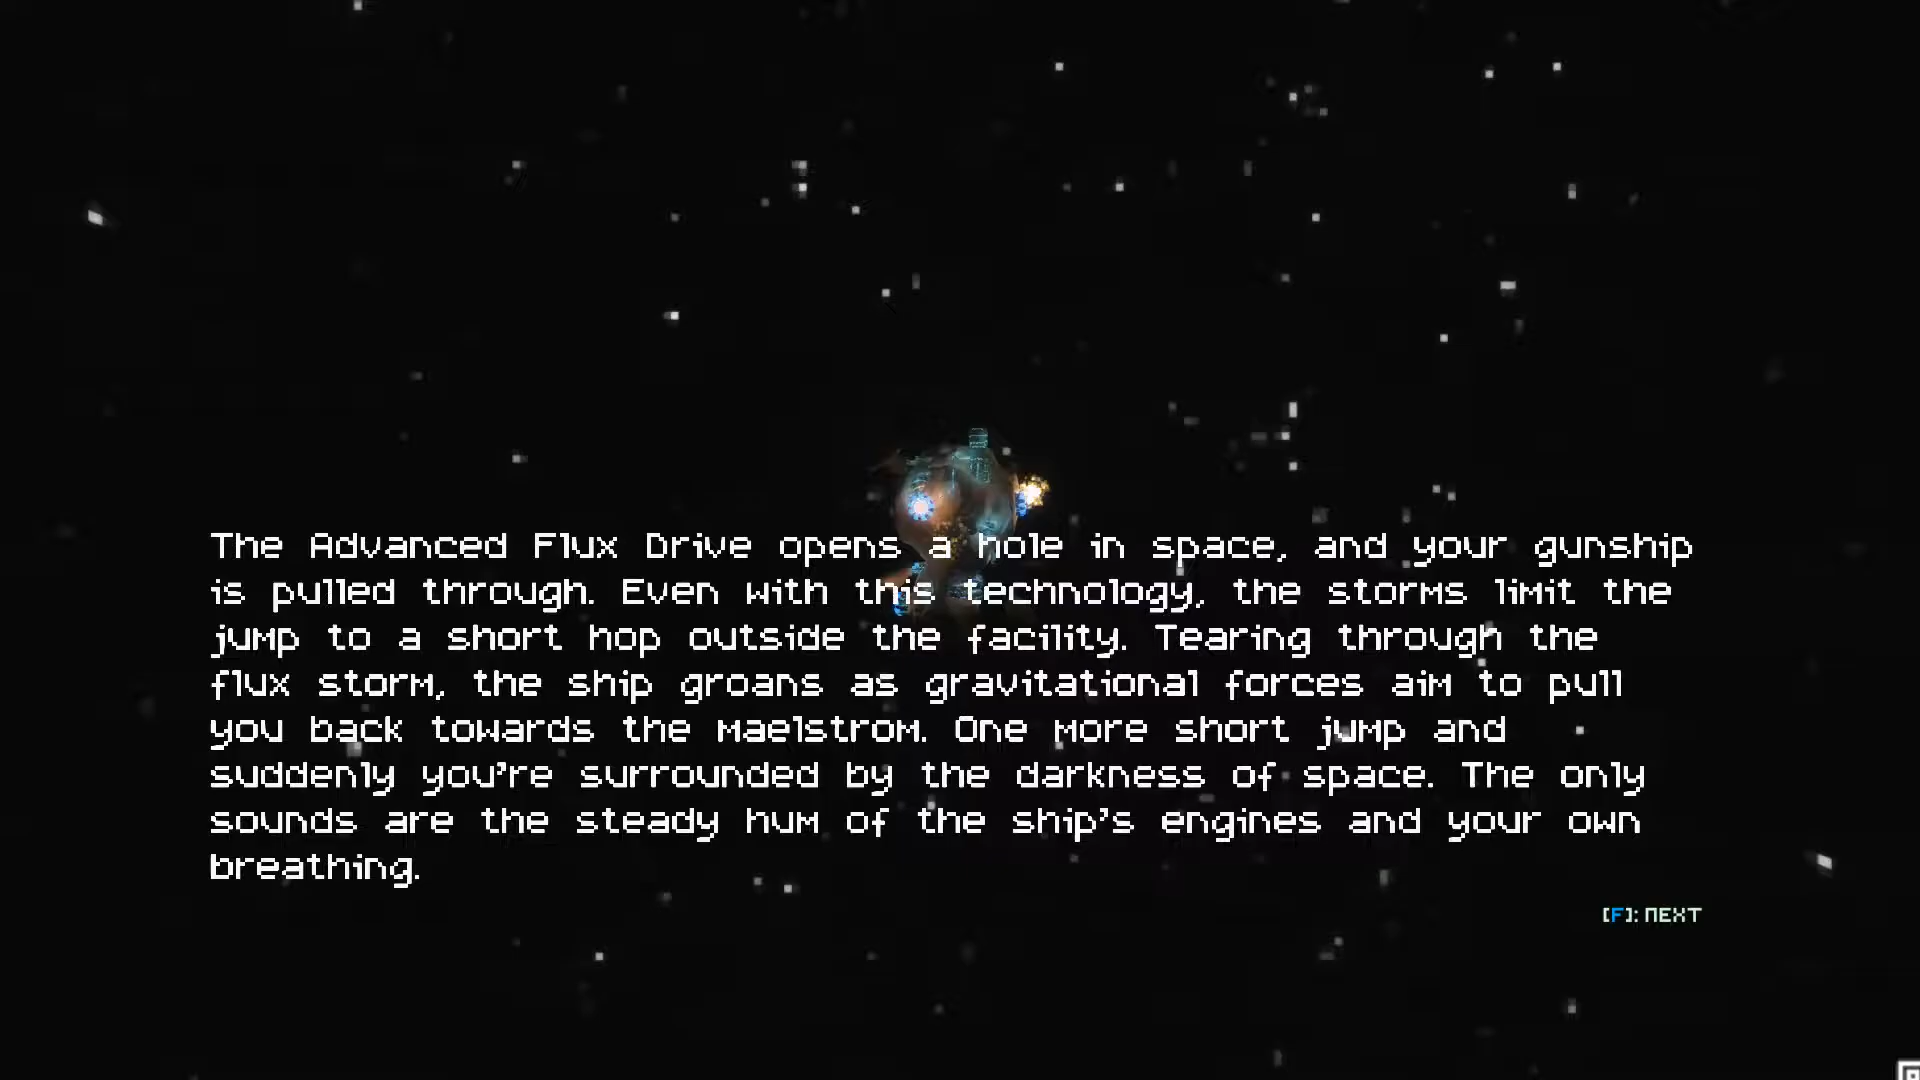 The Advanced Flux Drive opens a hole in space, and your gunship
is pulled through. Even with this technology, the storms limit the
jump to a short hop outside the facility. Tearing through the
flux storm, the ship groans as gravitational forces aim to pull
you back towards the maelstrom. One more short jump and
suddenly you're surrounded by the darkness of space. The only
sounds are the steady hum of the ship's engines and your own
breathing.
[F]: NEXT